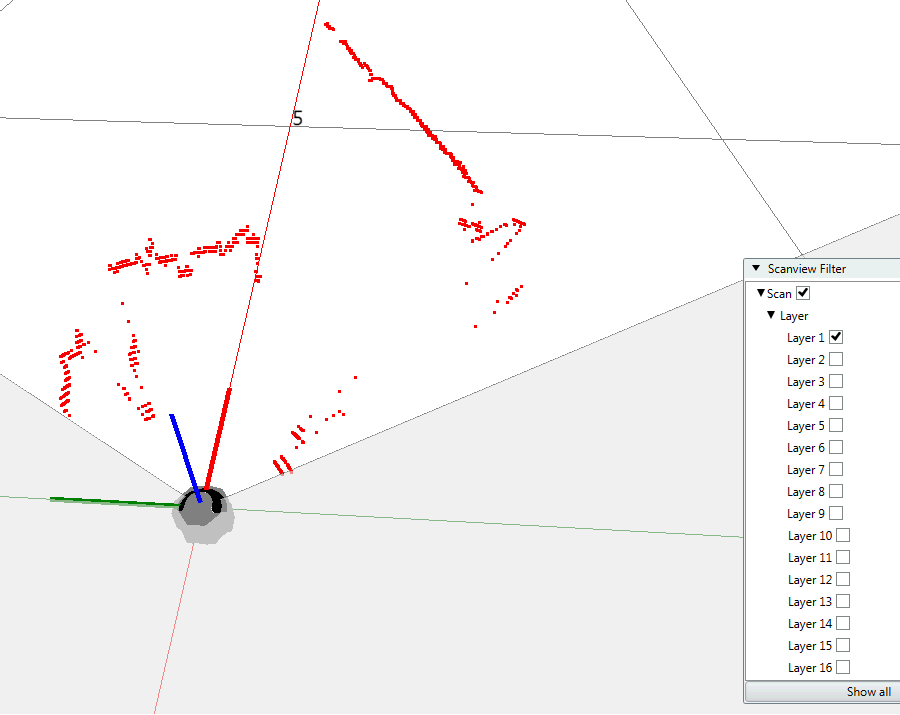 5
Scanview Filter
Scan
Layer
Layer 1
Layer 2
Layer 3
Layer 4
Layer 5
Layer 6
Layer 7
Layer 8
Layer 9
Layer 10
Layer 11
Layer 12
Layer 13
Layer 14
Layer 15
Layer 16
Show all